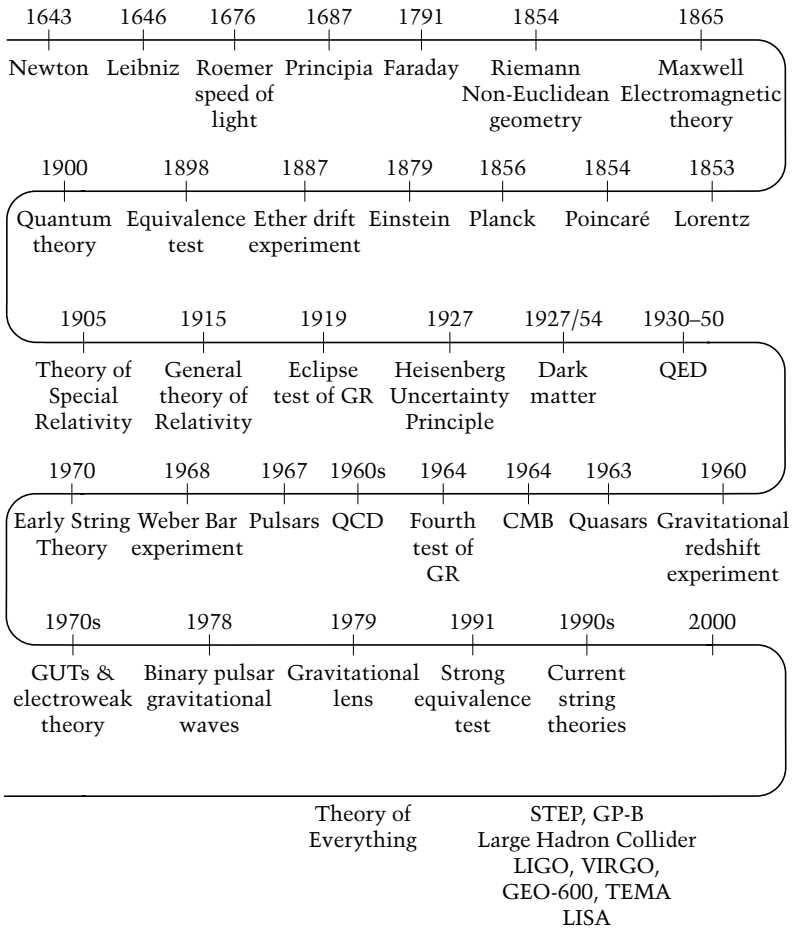 1643 1646 1676 1687 1791 1854 1865
Newton Leibniz Roemer Principia Faraday Riemann Maxwell
speed of Non-Euclidean Electromagnetic
light geometry theory
1900 1898 1887 1879 1856 1854 1853
Quantum Equivalence Ether drift Einstein Planck Poincaré Lorentz
theory test experiment
1905 1915 1919 1927 1927/54 1930–50
Theory of General Eclipse Heisenberg Dark QED
Special theory of test of GR Uncertainty matter
Relativity Relativity Principle
1970 1968 1967 1960s 1964 1964 1963 1960
Early String Weber Bar Pulsars QCD Fourth CMB Quasars Gravitational
Theory experiment test of redshift
GR experiment
1970s 1978 1979 1991 1990s 2000
GUTs & Binary pulsar Gravitational Strong Current
electroweak gravitational lens equivalence string
theory waves test theories
Theory of STEP, GP-B
Everything Large Hadron Collider
LIGO, VIRGO,
GEO-600, TEMA
LISA